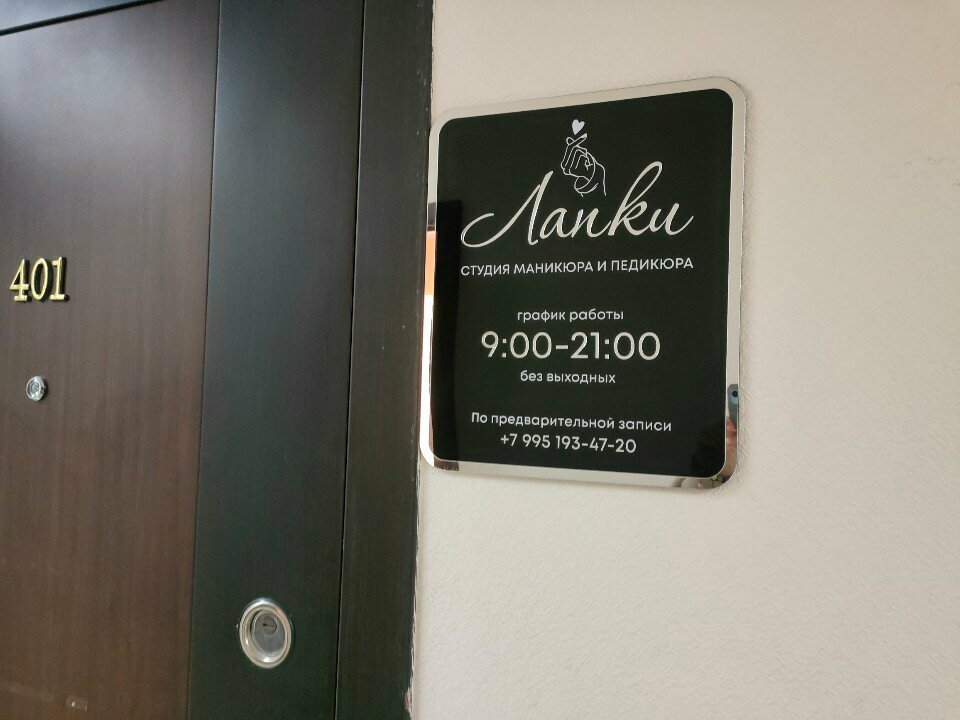 401
Лапки
СТУДИЯ МАНИКЮРА И ПЕДИКЮРА
график работы
9:00-21:00
без выходных
По предварительной записи
+7 995 193-47-20